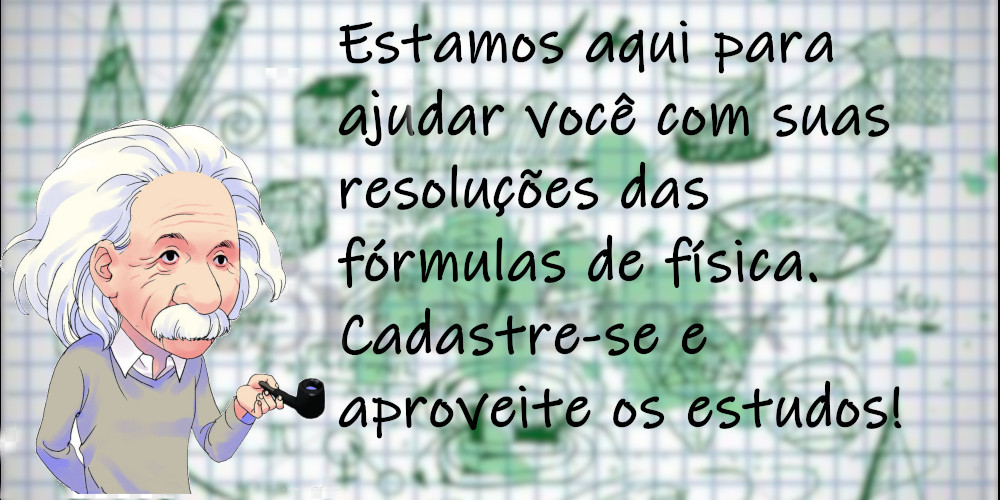 Estamos aqui para
ajudar você com suas
resoluções das
fórmulas de física.
Cadastre-se e
aproveite os estudos!